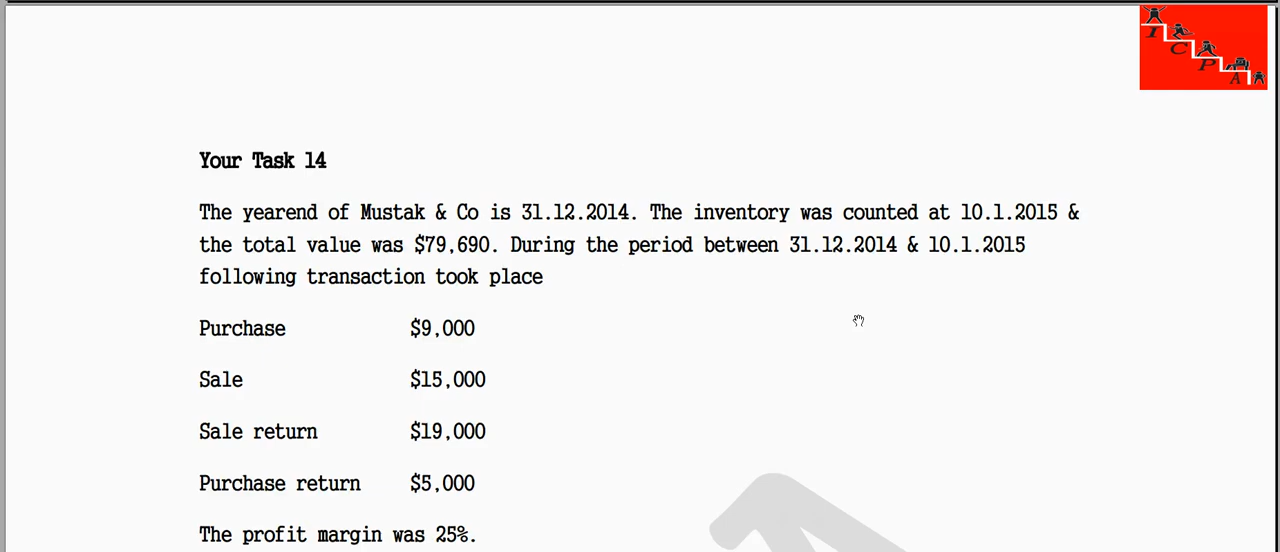 I
C
P
A
Your Task 14
The yearend of Mustak & Co is 31.12.2014. The inventory was counted at 10.1.2015 &
the total value was $79,690. During the period between 31.12.2014 & 10.1.2015
following transaction took place
Purchase $9,000
Sale $15,000
Sale return $19,000
Purchase return $5,000
The profit margin was 25%.